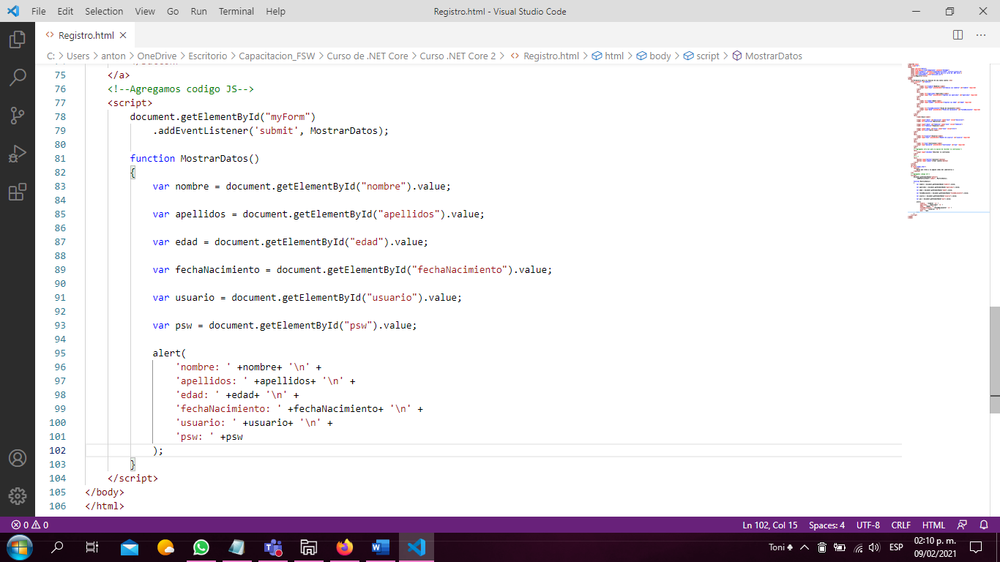 File Edit Selection View Go Run Terminal Help Registro.html - Visual Studio Code
Registro.html
C: > Users > anton > OneDrive > Escritorio > Capacitacion_FSW > Curso de .NET Core > Curso .NET Core 2 > Registro.html > html > body > script > MostrarDatos
75 </a>
76 <!--Agregamos codigo JS-->
77 <script>
78 document.getElementById("myForm")
79 .addEventListener('submit', MostrarDatos);
80
81 function MostrarDatos()
82 {
83 var nombre = document.getElementById("nombre").value;
84
85 var apellidos = document.getElementById("apellidos").value;
86
87 var edad = document.getElementById("edad").value;
88
89 var fechaNacimiento = document.getElementById("fechaNacimiento").value;
90
91 var usuario = document.getElementById("usuario").value;
92
93 var psw = document.getElementById("psw").value;
94
95 alert(
96 'nombre: ' +nombre+ '\n' +
97 'apellidos: ' +apellidos+ '\n' +
98 'edad: ' +edad+ '\n' +
99 'fechaNacimiento: ' +fechaNacimiento+ '\n' +
100 'usuario: ' +usuario+ '\n' +
101 'psw: ' +psw
102 );
103 }
104 </script>
105 </body>
106 </html>
0 0 Ln 102, Col 15 Spaces: 4 UTF-8 CRLF HTML
Toni ESP 02:10 p. m.
09/02/2021